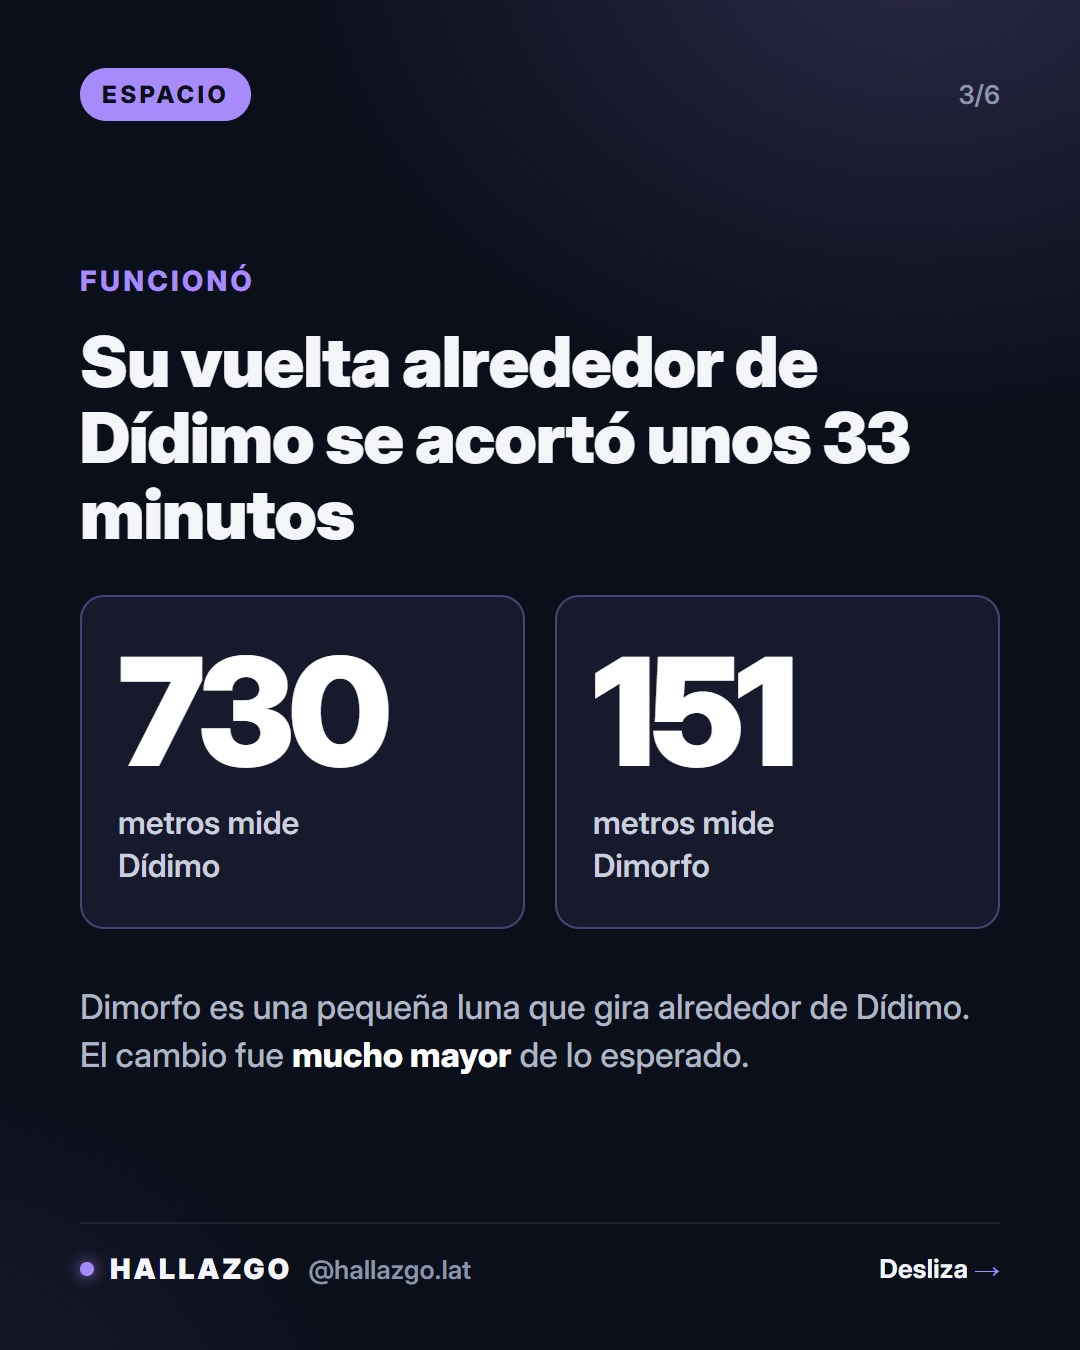 ESPACIO
3/6
FUNCIONÓ
Su vuelta alrededor de
Dídimo se acortó unos 33
minutos
730
metros mide
Dídimo
151
metros mide
Dimorfo
Dimorfo es una pequeña luna que gira alrededor de Dídimo.
El cambio fue mucho mayor de lo esperado.
HALLAZGO @hallazgo.lat
Desliza →